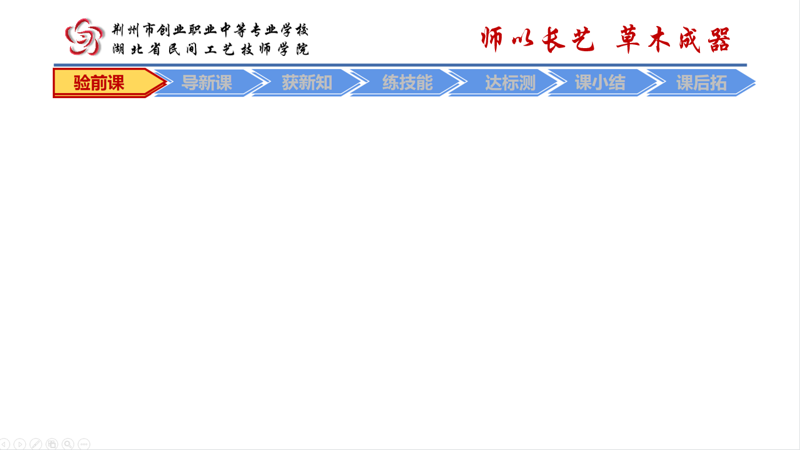 荆州市创业职业中等专业学校
湖北省民间工艺技师学院
师以长艺 草木成器
验前课 导新课 获新知 练技能 达标测 课小结 课后拓